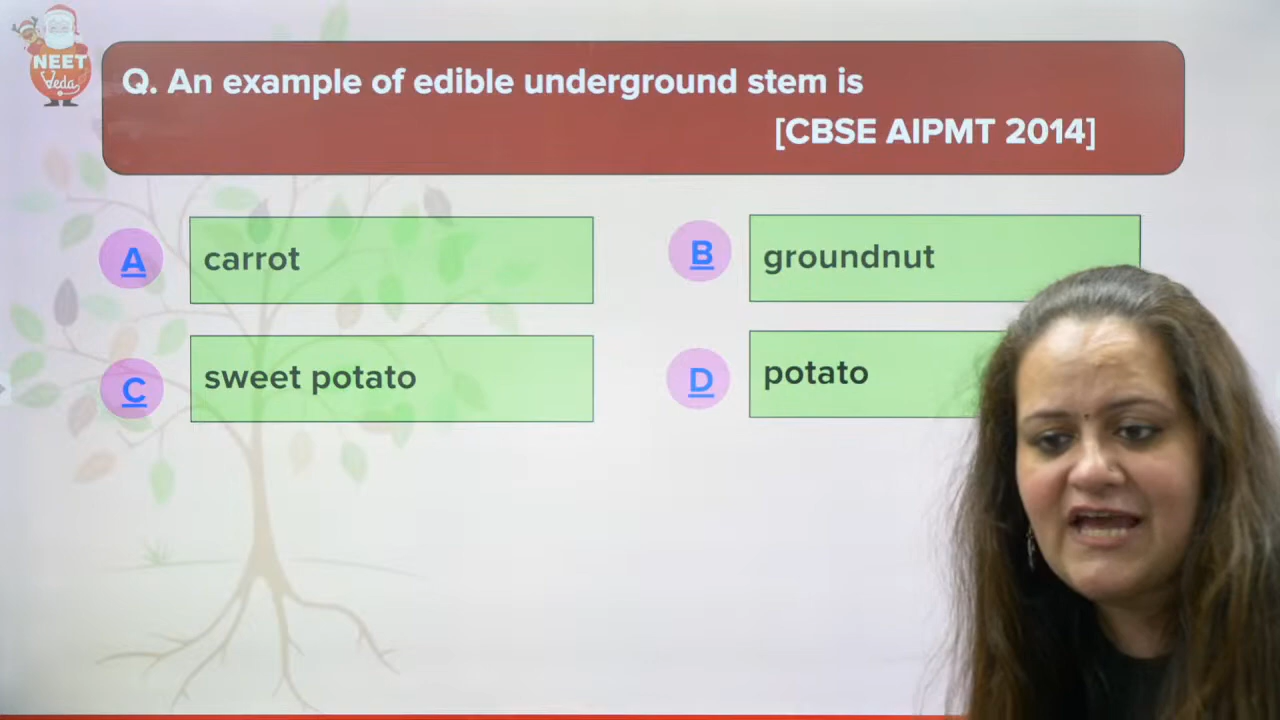 NEET
Veda
Q. An example of edible underground stem is
[CBSE AIPMT 2014]
A carrot
B groundnut
C sweet potato
D potato